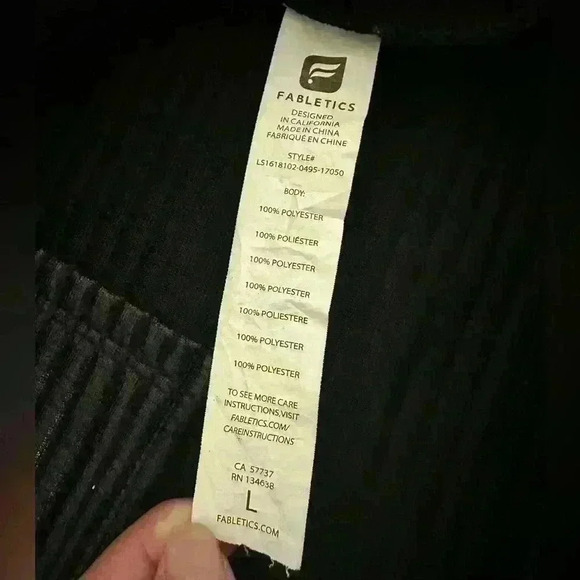 FABLETICS
DESIGNED
IN CALIFORNIA
MADE IN CHINA
FABRIQUÉ EN CHINE
STYLE#
LS1618102-0495-17050
BODY:
100% POLYESTER
100% POLIÉSTER
100% POLYESTER
100% POLYESTER
100% POLIESTERE
100% POLYESTER
100% POLYESTER
TO SEE MORE CARE
INSTRUCTIONS, VISIT
FABLETICS.COM/
CAREINSTRUCTIONS
CA 57737
RN 134638
L
FABLETICS.COM